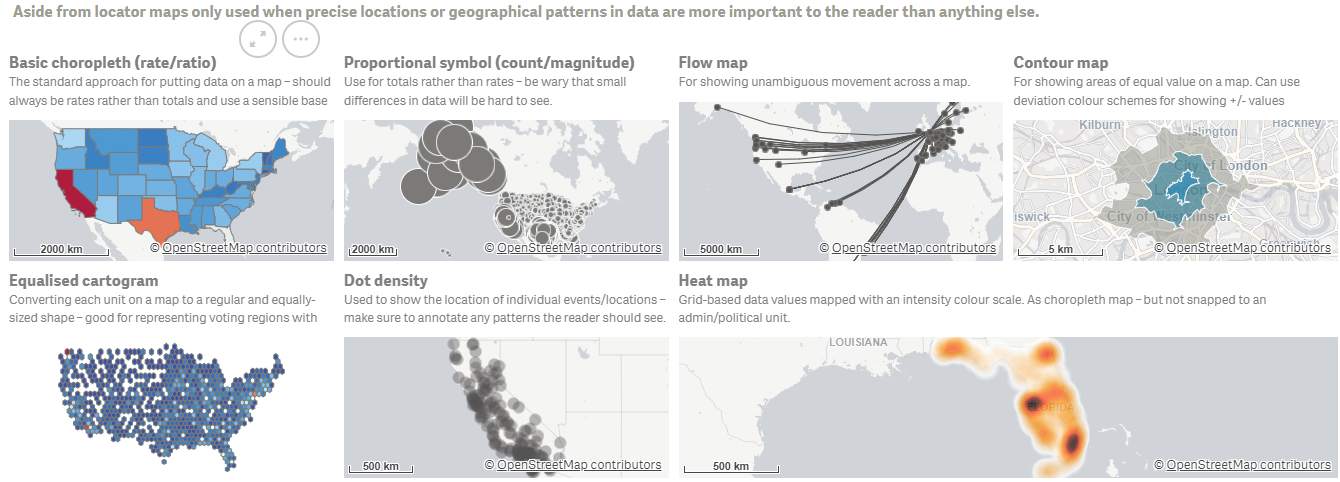 Aside from locator maps only used when precise locations or geographical patterns in data are more important to the reader than anything else.
Basic choropleth (rate/ratio)
The standard approach for putting data on a map – should
always be rates rather than totals and use a sensible base
2000 km
© OpenStreetMap contributors
Proportional symbol (count/magnitude)
Use for totals rather than rates – be wary that small
differences in data will be hard to see.
2000 km
© OpenStreetMap contributors
Flow map
For showing unambiguous movement across a map.
5000 km
© OpenStreetMap contributors
Contour map
For showing areas of equal value on a map. Can use
deviation colour schemes for showing +/- values
Kilburn
Islington
Hackney
City of London
London
City of Westminster
iswick
5 km
© OpenStreetMap contributors
Equalised cartogram
Converting each unit on a map to a regular and equally-
sized shape – good for representing voting regions with
Dot density
Used to show the location of individual events/locations –
make sure to annotate any patterns the reader should see.
500 km
© OpenStreetMap contributors
Heat map
Grid-based data values mapped with an intensity colour scale. As choropleth map – but not snapped to an
admin/political unit.
LOUISIANA
FLORIDA
500 km
© OpenStreetMap contributors